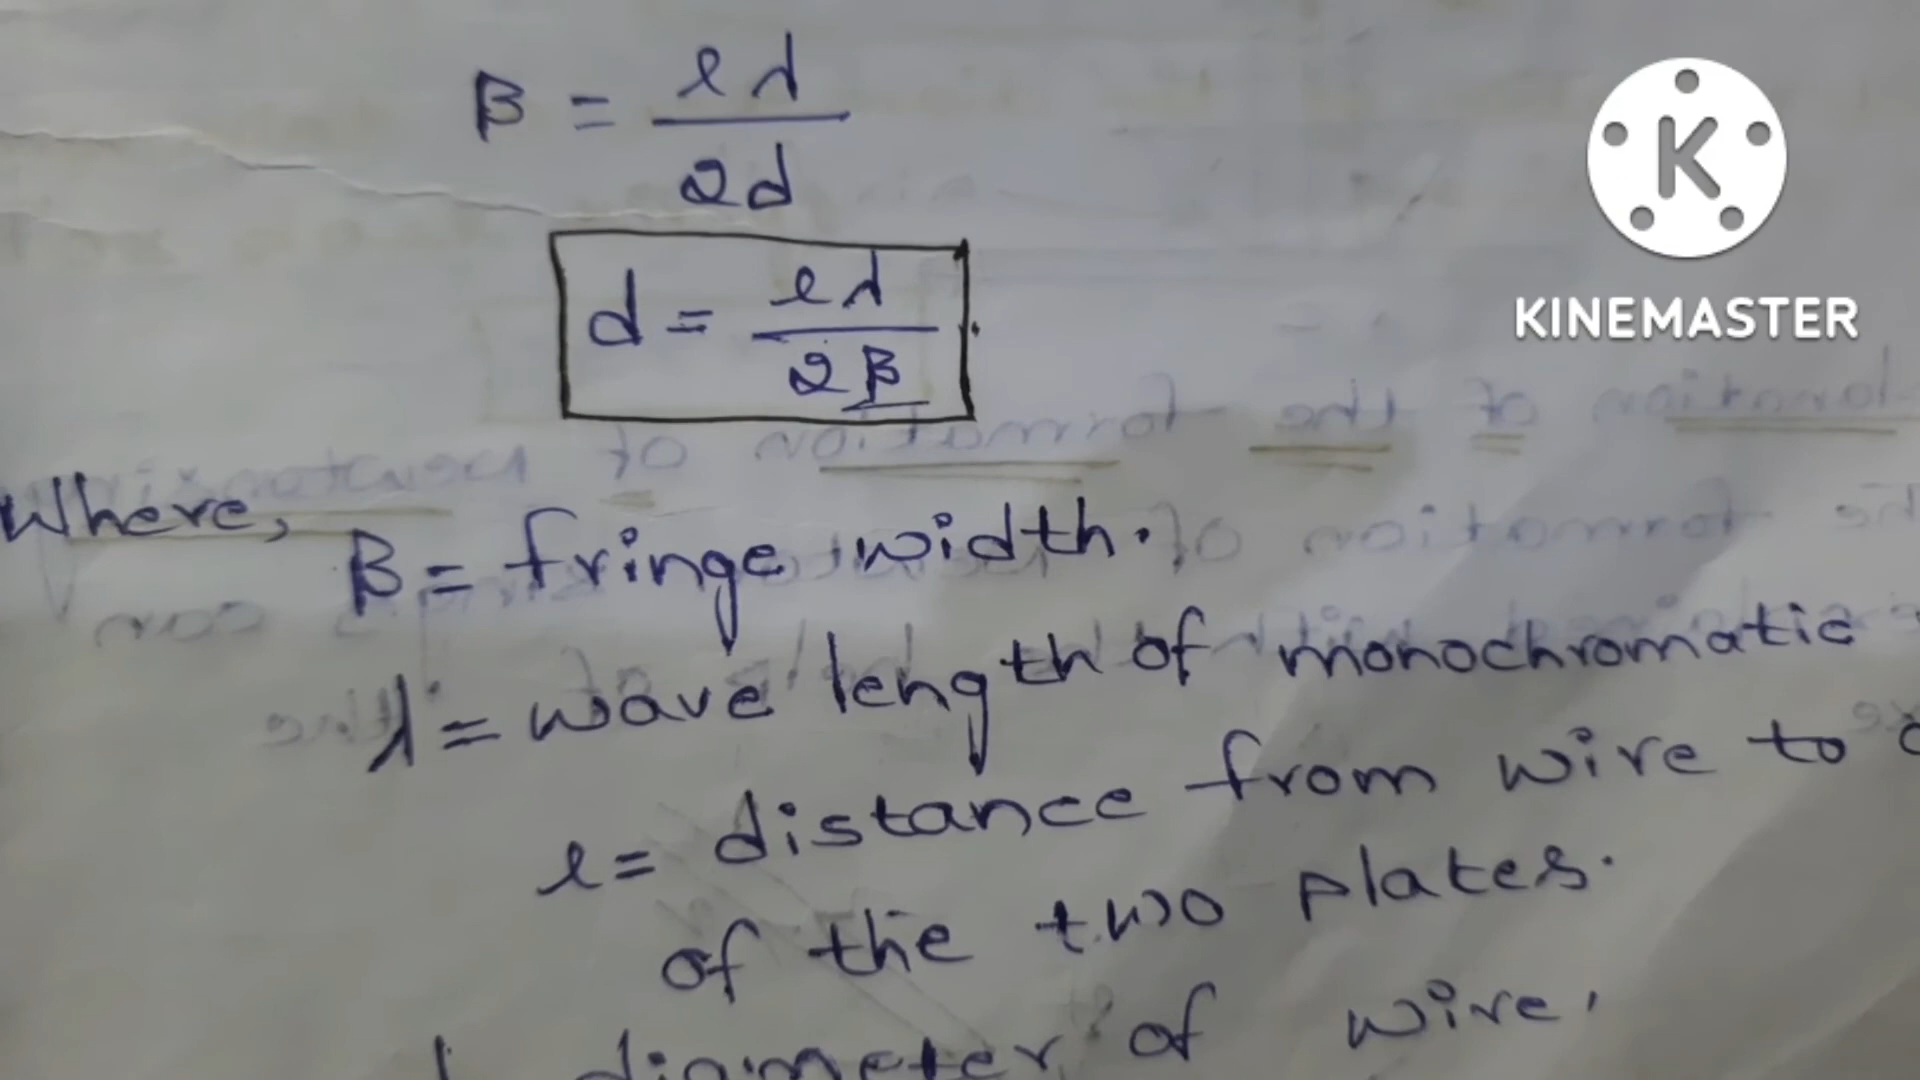 β = lλ
2d
d = lλ
2β
KINEMASTER
Where,
β = fringe width.
λ = wave length of monochromatic
l = distance from wire to
of the two plates.
diameter of wire.